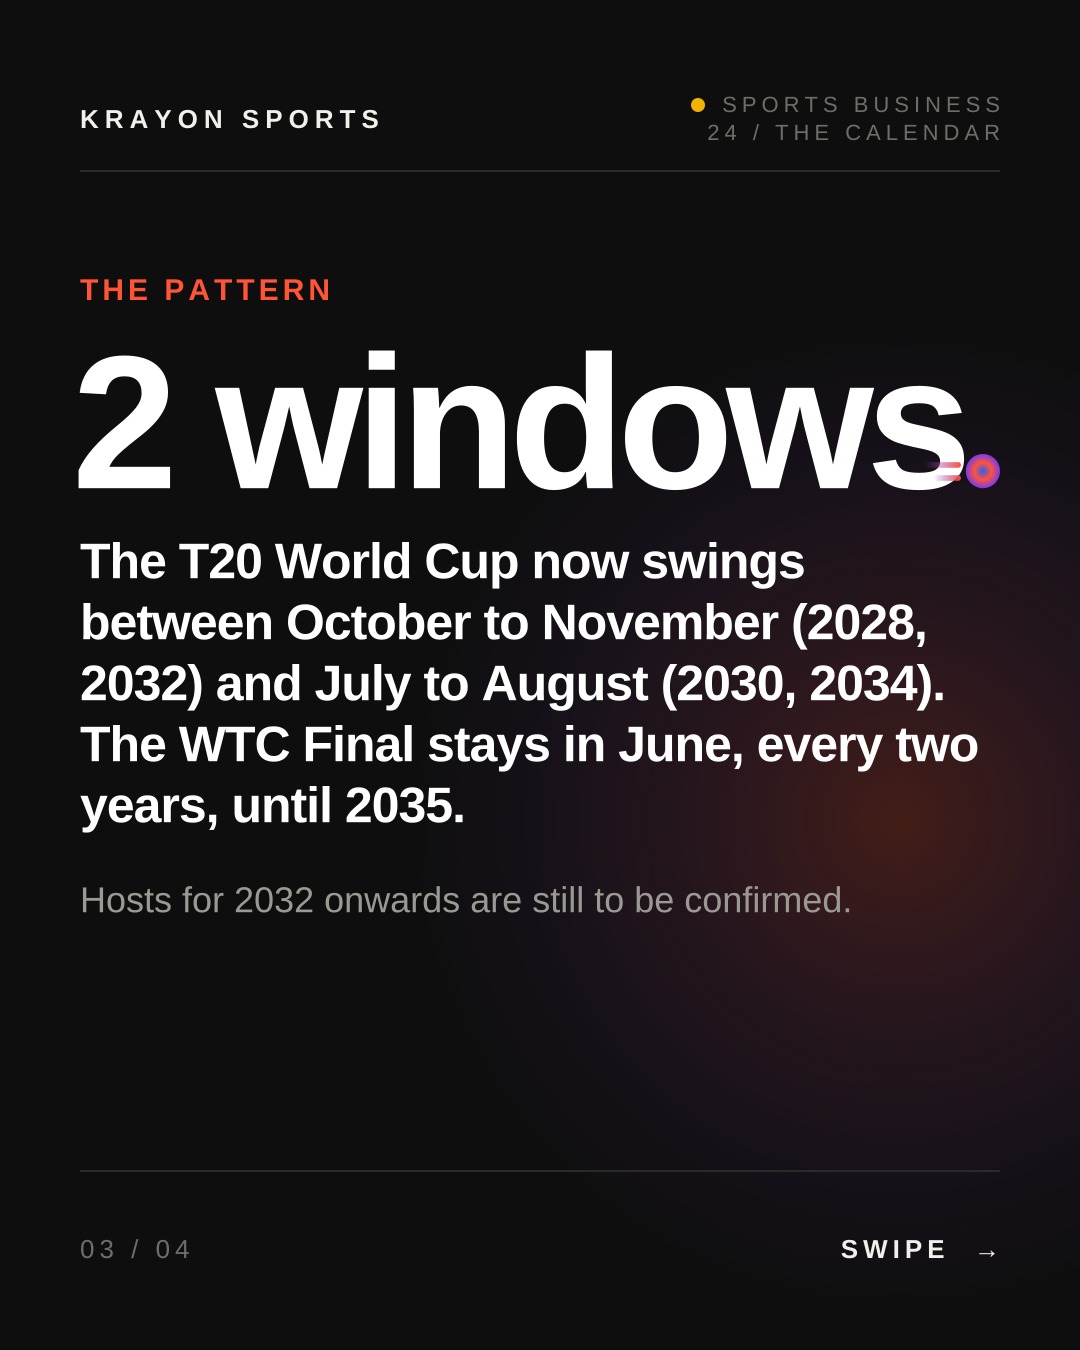 KRAYON SPORTS
SPORTS BUSINESS
24 / THE CALENDAR
THE PATTERN
2 windows.
The T20 World Cup now swings
between October to November (2028,
2032) and July to August (2030, 2034).
The WTC Final stays in June, every two
years, until 2035.
Hosts for 2032 onwards are still to be confirmed.
03 / 04
SWIPE →